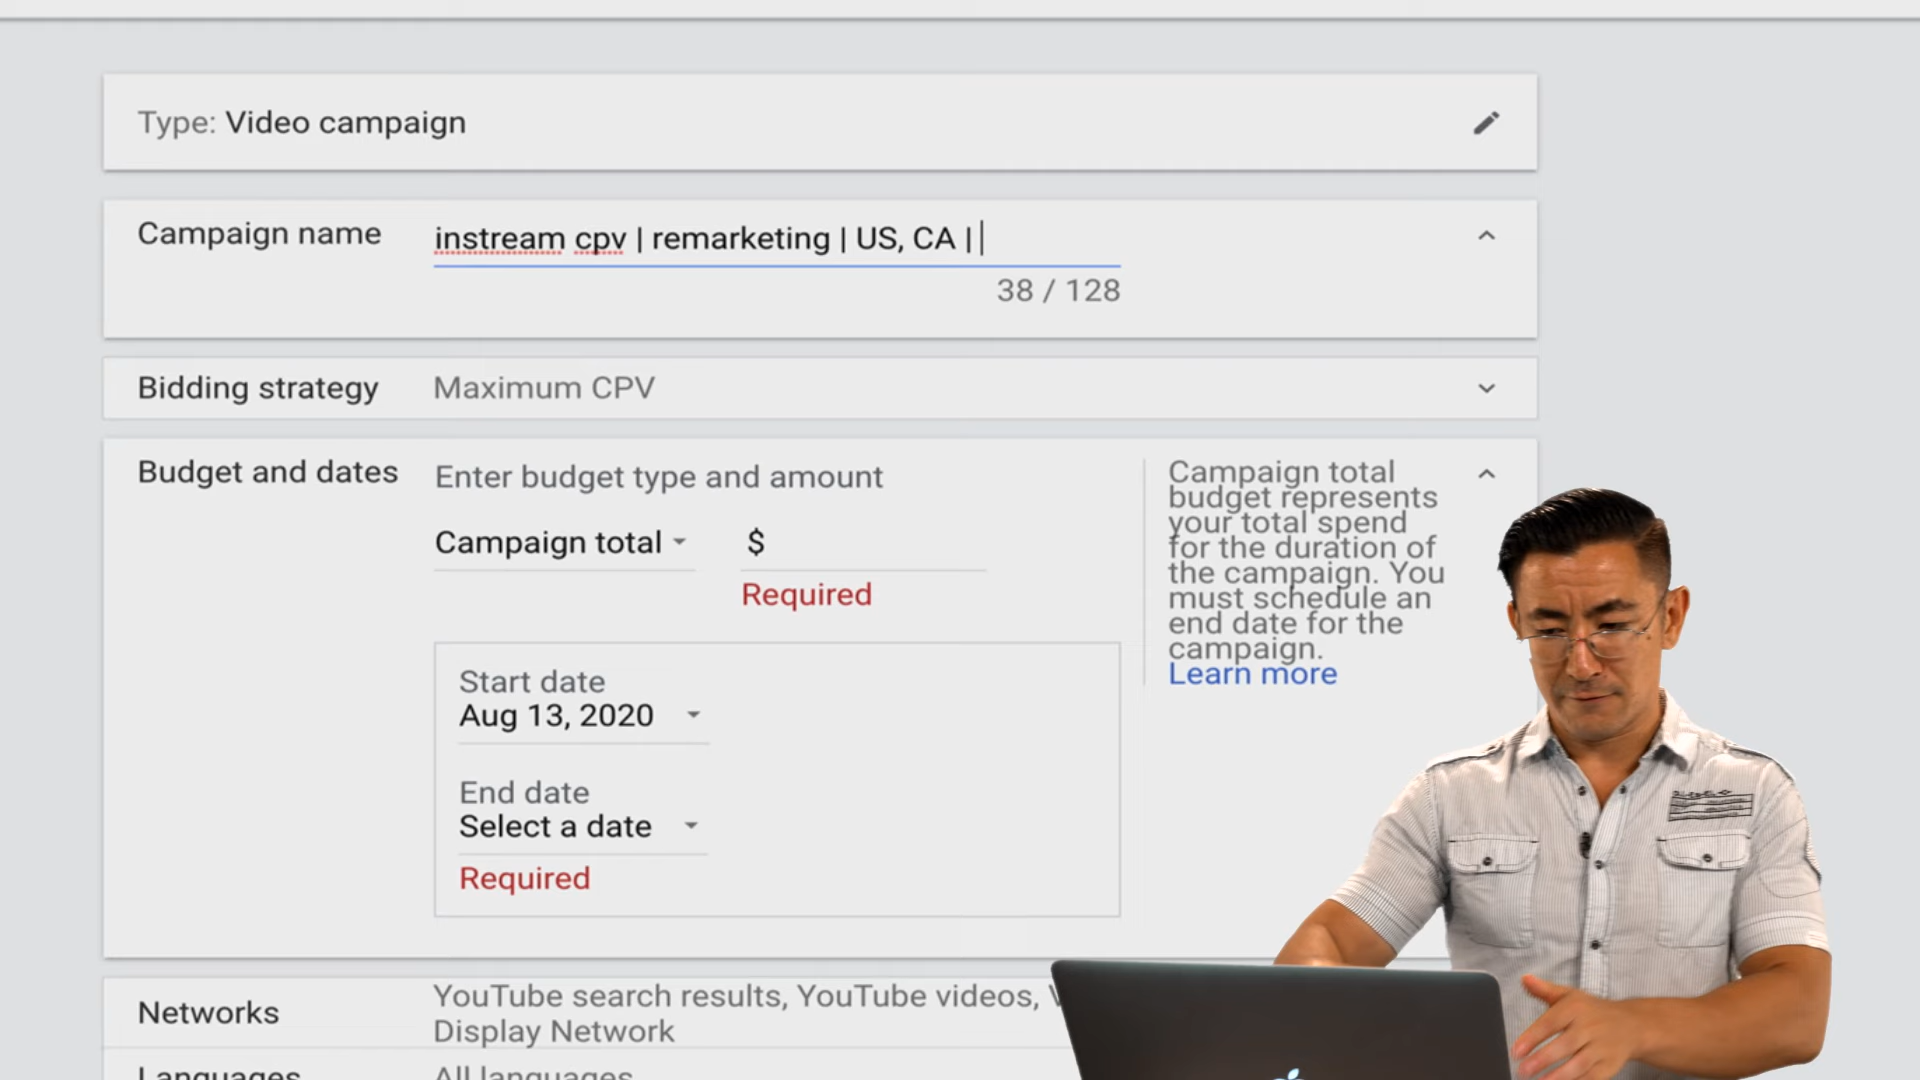 Type: Video campaign
Campaign name
instream cpv | remarketing | US, CA |
38 / 128
Bidding strategy
Maximum CPV
Budget and dates
Enter budget type and amount
Campaign total
$
Required
Start date
Aug 13, 2020
End date
Select a date
Required
Campaign total
budget represents
your total spend
for the duration of
the campaign. You
must schedule an
end date for the
campaign.
Learn more
Networks
YouTube search results, YouTube videos,
Display Network
Languages
All languages